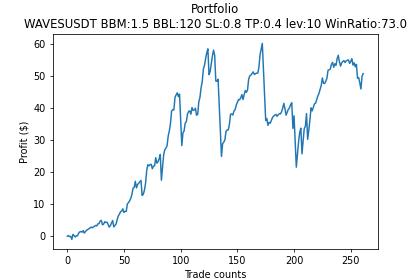 Portfolio
WAVESUSDT BBM:1.5 BBL:120 SL:0.8 TP:0.4 lev:10 WinRatio:73.0
60
50
40
30
20
10
0
Profit ($)
0 50 100 150 200 250
Trade counts